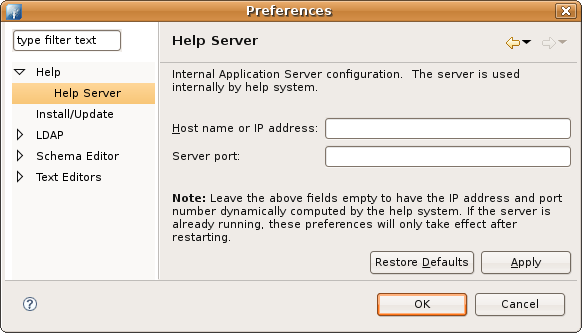 Preferences
type filter text
Help
Help Server
Install/Update
LDAP
Schema Editor
Text Editors
Help Server
Internal Application Server configuration.  The server is used
internally by help system.
Host name or IP address:
Server port:
Note: Leave the above fields empty to have the IP address and port
number dynamically computed by the help system. If the server is
already running, these preferences will only take effect after
restarting.
Restore Defaults
Apply
?
OK
Cancel